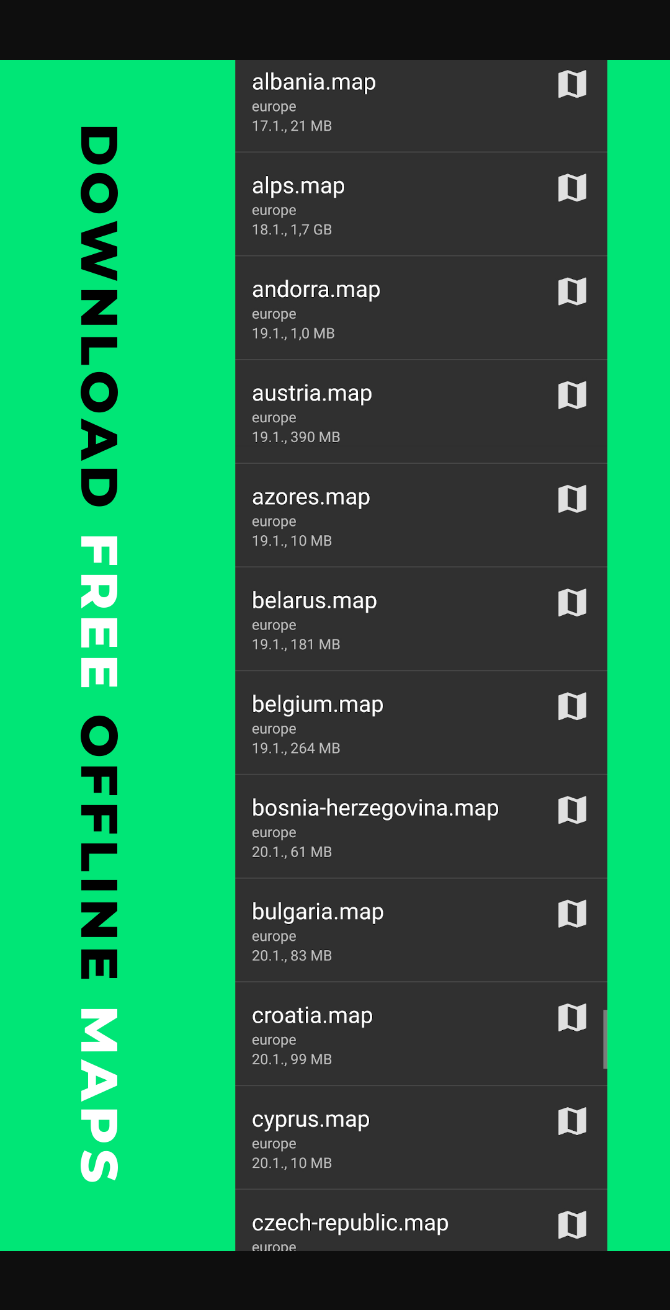 DOWNLOAD FREE OFFLINE MAPS
albania.map
europe
17.1., 21 MB
alps.map
europe
18.1., 1,7 GB
andorra.map
europe
19.1., 1,0 MB
austria.map
europe
19.1., 390 MB
azores.map
europe
19.1., 10 MB
belarus.map
europe
19.1., 181 MB
belgium.map
europe
19.1., 264 MB
bosnia-herzegovina.map
europe
20.1., 61 MB
bulgaria.map
europe
20.1., 83 MB
croatia.map
europe
20.1., 99 MB
cyprus.map
europe
20.1., 10 MB
czech-republic.map
europe